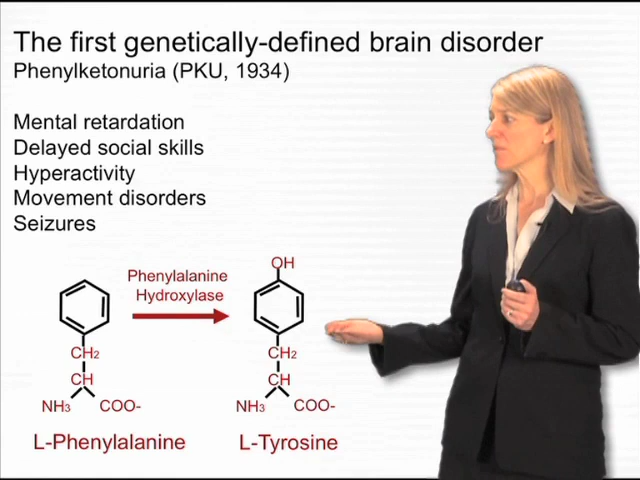 The first genetically-defined brain disorder
Phenylketonuria (PKU, 1934)
Mental retardation
Delayed social skills
Hyperactivity
Movement disorders
Seizures
Phenylalanine
Hydroxylase
OH
CH2
CH
NH3 COO-
L-Phenylalanine
CH2
CH
NH3 COO-
L-Tyrosine